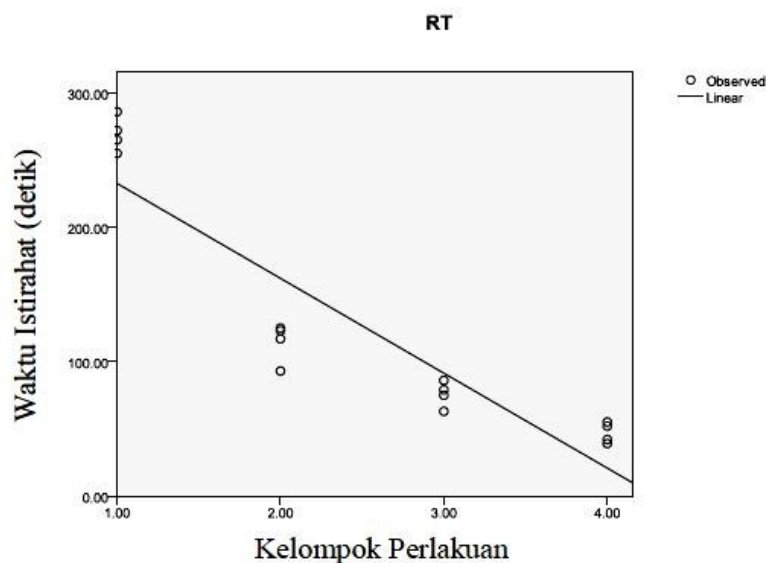 RT
Observed
Linear
Waktu Istirahat (detik)
300.00
200.00
100.00
0.00
1.00 2.00 3.00 4.00
Kelompok Perlakuan